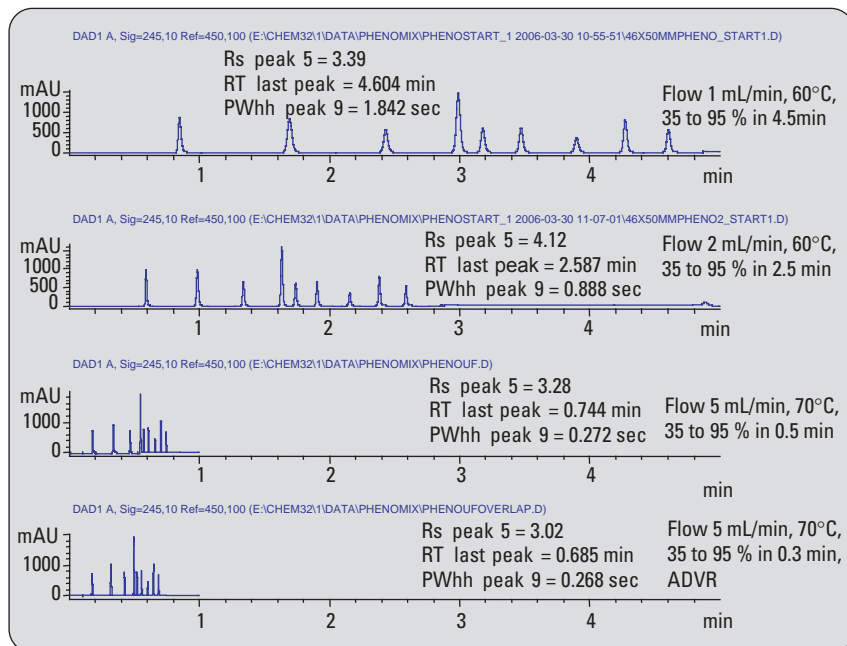 DAD1 A, Sig=245,10 Ref=450,100 (E:\CHEM32\1\DATA\PHENOMIX\PHENOSTART_1 2006-03-30 10-55-51\46X50MMPHENO_START1.D)
Rs peak 5 = 3.39
RT last peak = 4.604 min
PWhh peak 9 = 1.842 sec
Flow 1 mL/min, 60°C,
35 to 95 % in 4.5min
mAU
1000
500
0
1 2 3 4 min
DAD1 A, Sig=245,10 Ref=450,100 (E:\CHEM32\1\DATA\PHENOMIX\PHENOSTART_1 2006-03-30 11-07-01\46X50MMPHENO2_START1.D)
Rs peak 5 = 4.12
RT last peak = 2.587 min
PWhh peak 9 = 0.888 sec
Flow 2 mL/min, 60°C,
35 to 95 % in 2.5 min
mAU
1000
500
0
1 2 3 4 min
DAD1 A, Sig=245,10 Ref=450,100 (E:\CHEM32\1\DATA\PHENOMIX\PHENOUF.D)
Rs peak 5 = 3.28
RT last peak = 0.744 min
PWhh peak 9 = 0.272 sec
Flow 5 mL/min, 70°C,
35 to 95 % in 0.5 min
mAU
1000
0
1 2 3 4 min
DAD1 A, Sig=245,10 Ref=450,100 (E:\CHEM32\1\DATA\PHENOMIX\PHENOUFOVERLAP.D)
Rs peak 5 = 3.02
RT last peak = 0.685 min
PWhh peak 9 = 0.268 sec
Flow 5 mL/min, 70°C,
35 to 95 % in 0.3 min,
ADVR
mAU
1000
0
1 2 3 4 min